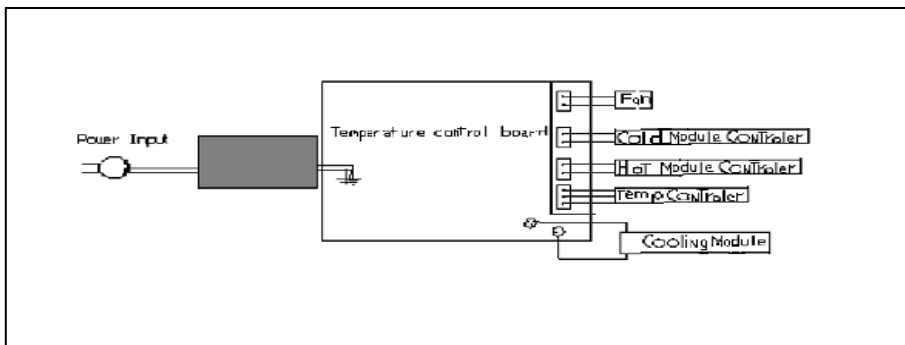 Fan
Temperature control board
Power Input
Cold Module Controler
Hot Module Controler
Temp Controler
Cooling Module